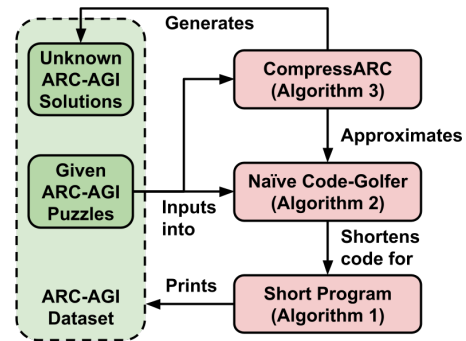 Generates
Unknown
ARC-AGI
Solutions
CompressARC
(Algorithm 3)
Approximates
Given
ARC-AGI
Puzzles
Inputs
into
Naïve Code-Golfer
(Algorithm 2)
Shortens
code for
Prints
Short Program
(Algorithm 1)
ARC-AGI
Dataset